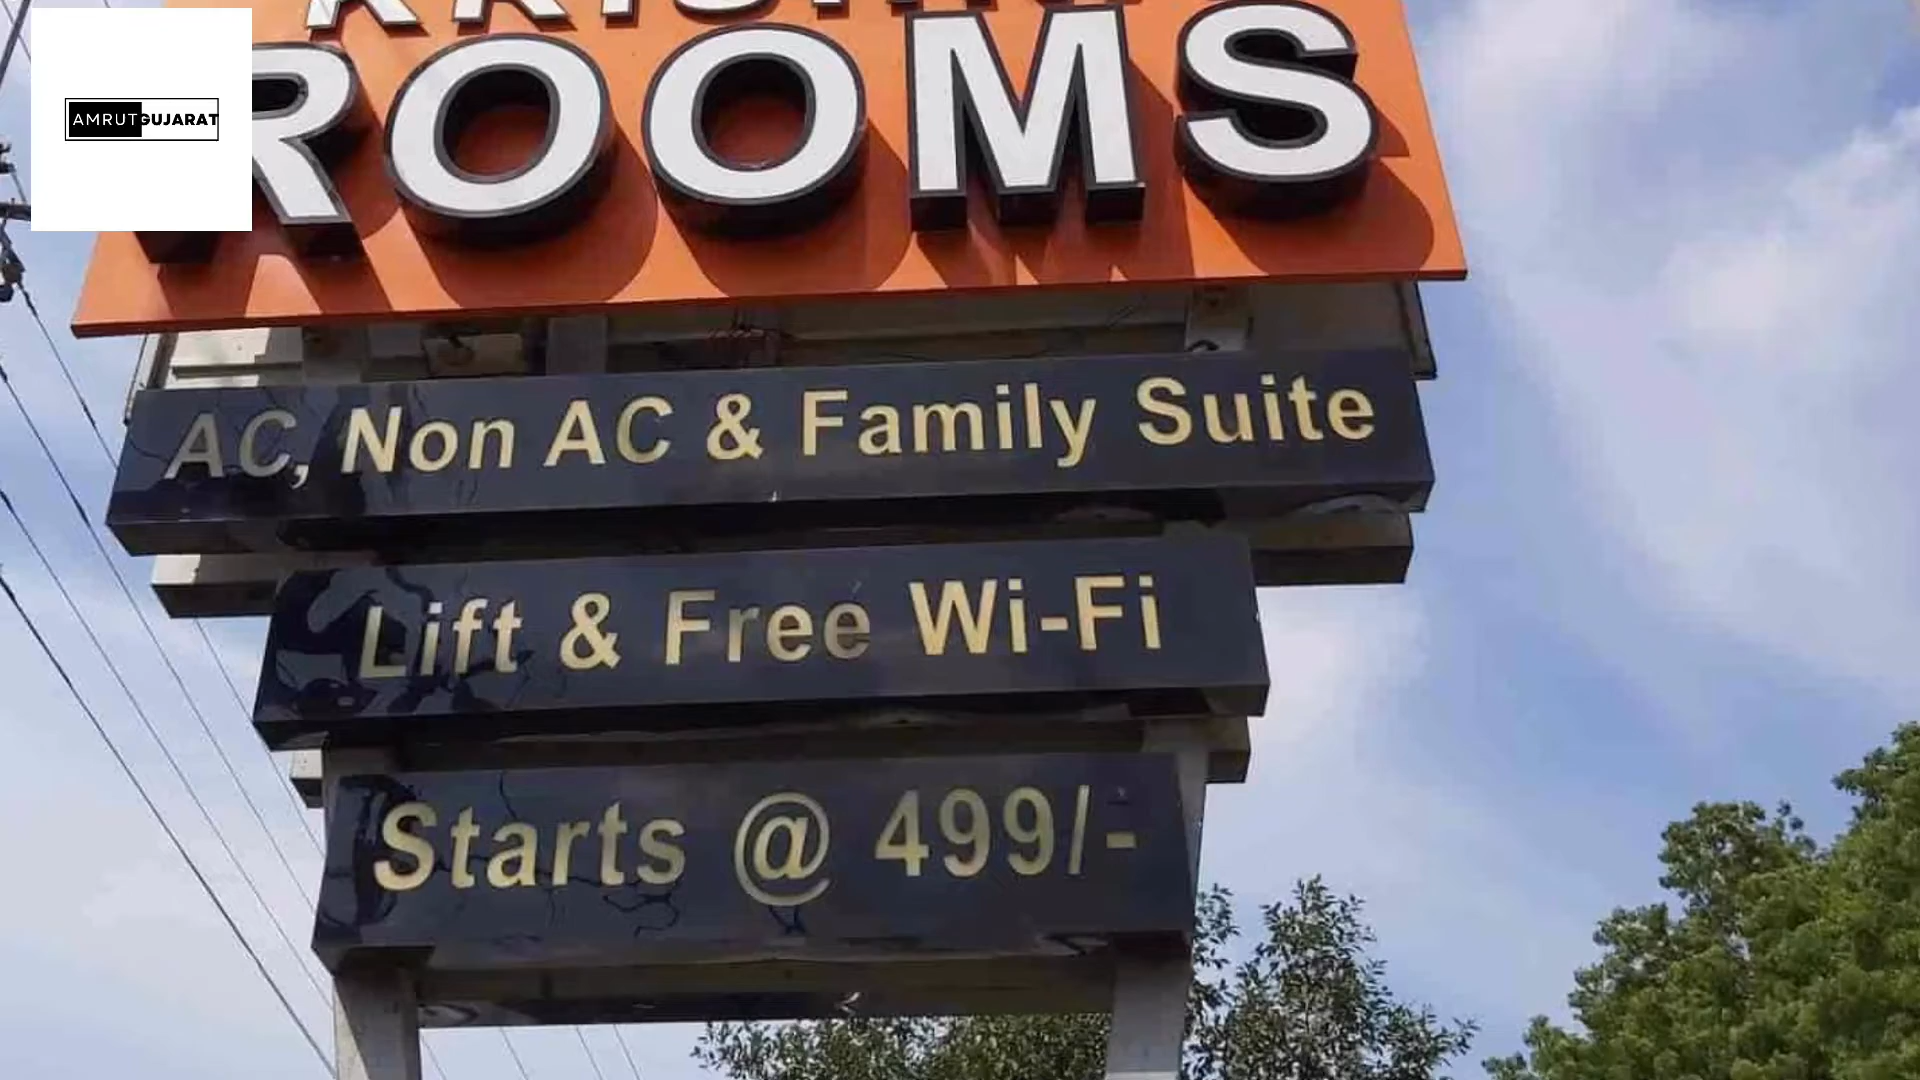 AMRUTGUJARAT
ROOMS
AC, Non AC & Family Suite
Lift & Free Wi-Fi
Starts @ 499/-